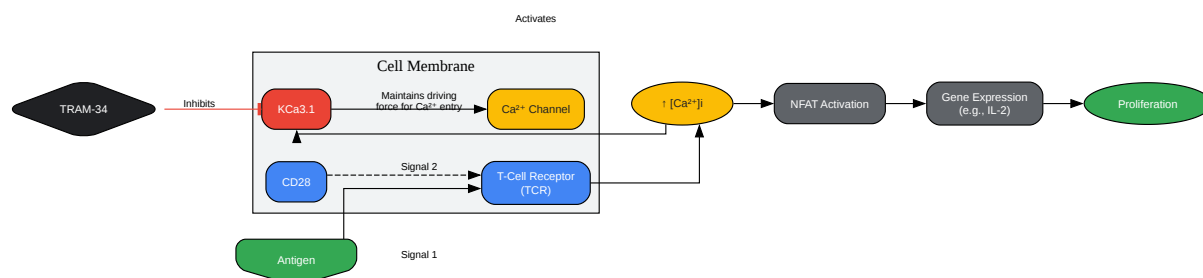 Activates
Cell Membrane
TRAM-34
Inhibits
KCa3.1
Maintains driving
force for Ca²⁺ entry
Ca²⁺ Channel
↑ [Ca²⁺]i
NFAT Activation
Gene Expression
(e.g., IL-2)
Proliferation
CD28
Signal 2
T-Cell Receptor
(TCR)
Antigen
Signal 1